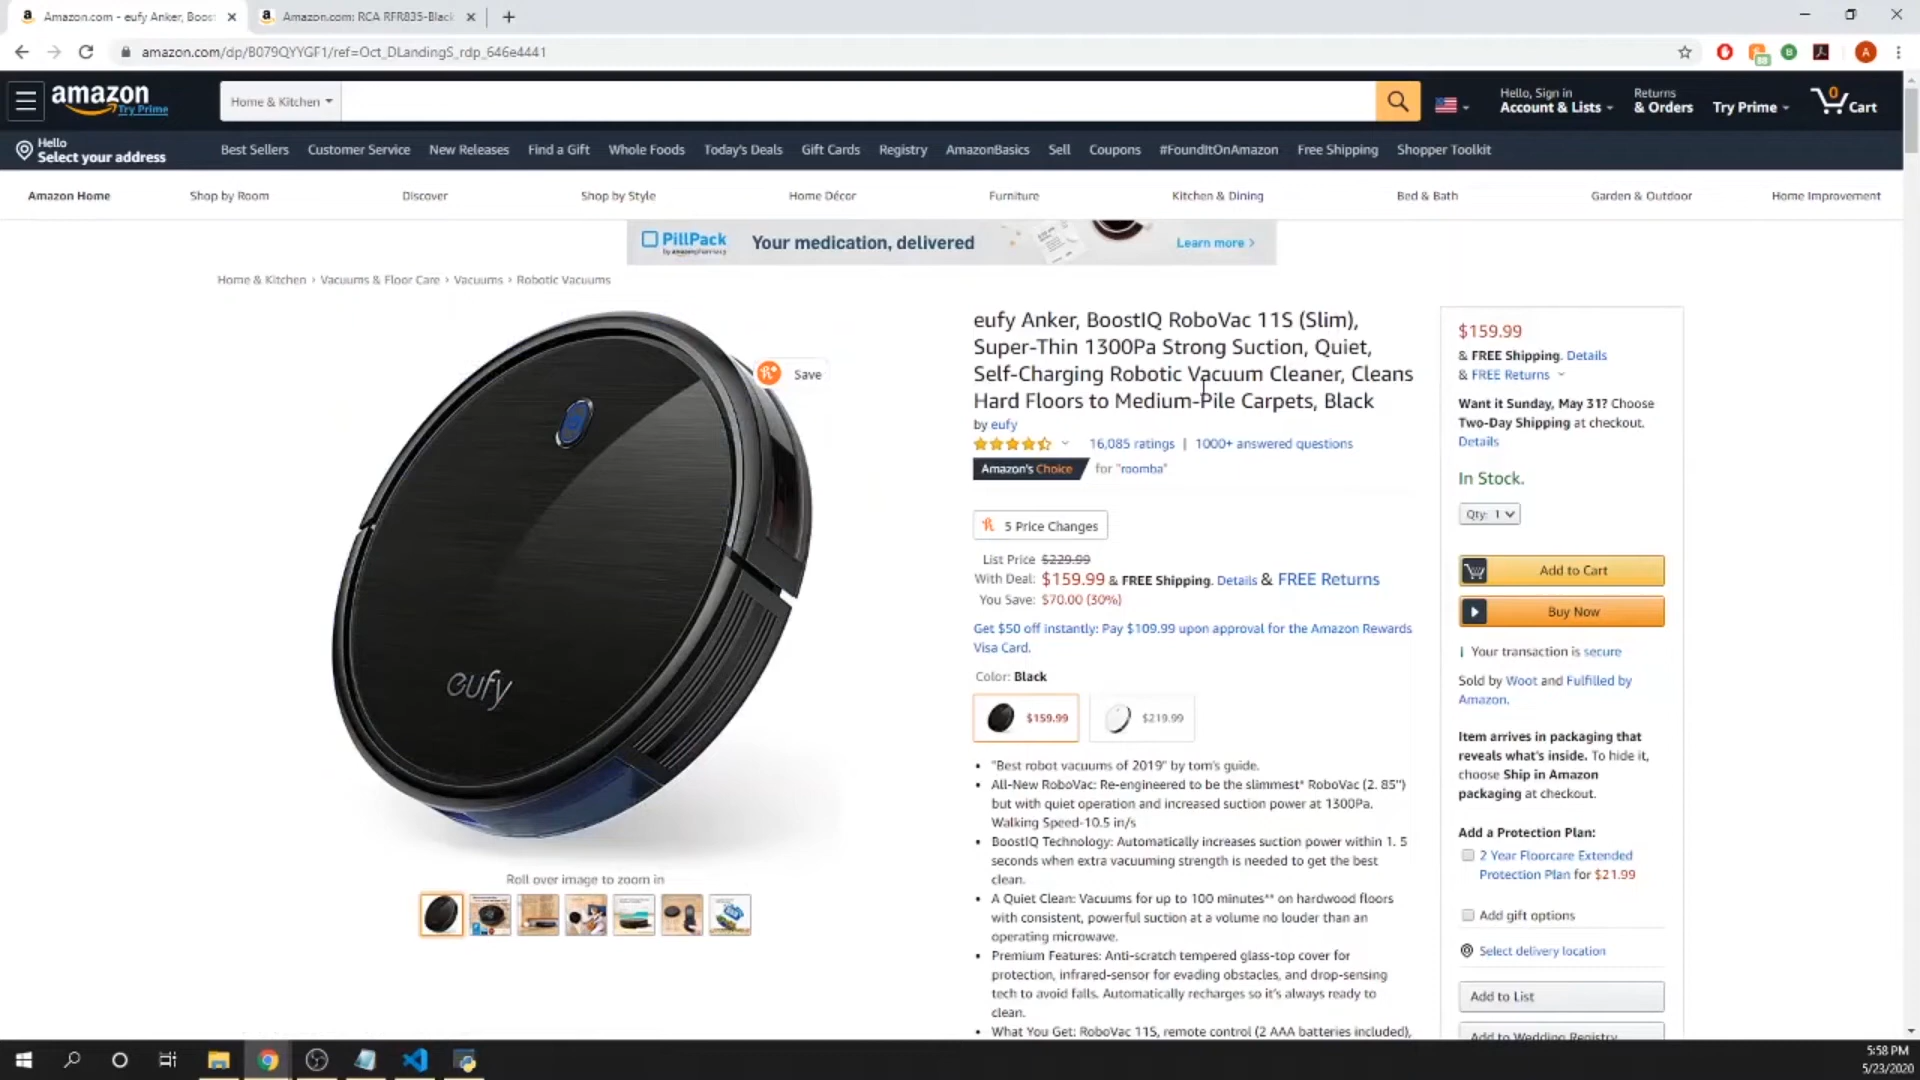 Amazon.com - eufy Anker, Boost
Amazon.com: RCA RFR835-Black
amazon.com/dp/B079QYYGF1/ref=Oct_DLandingS_rdp_646e4441
amazon
Try Prime
Home & Kitchen
Hello, Sign in
Account & Lists
Returns
& Orders
Try Prime
0
Cart
Hello
Select your address
Best Sellers
Customer Service
New Releases
Find a Gift
Whole Foods
Today's Deals
Gift Cards
Registry
AmazonBasics
Sell
Coupons
#FoundItOnAmazon
Free Shipping
Shopper Toolkit
Amazon Home
Shop by Room
Discover
Shop by Style
Home Décor
Furniture
Kitchen & Dining
Bed & Bath
Garden & Outdoor
Home Improvement
PillPack
by amazon pharmacy
Your medication, delivered
Learn more >
Home & Kitchen › Vacuums & Floor Care › Vacuums › Robotic Vacuums
Save
eufy
Roll over image to zoom in
eufy Anker, BoostIQ RoboVac 11S (Slim),
Super-Thin 1300Pa Strong Suction, Quiet,
Self-Charging Robotic Vacuum Cleaner, Cleans
Hard Floors to Medium-Pile Carpets, Black
by eufy
16,085 ratings | 1000+ answered questions
Amazon's Choice for "roomba"
5 Price Changes
List Price $229.99
With Deal: $159.99 & FREE Shipping. Details & FREE Returns
You Save: $70.00 (30%)
Get $50 off instantly: Pay $109.99 upon approval for the Amazon Rewards
Visa Card.
Color: Black
$159.99
$219.99
• "Best robot vacuums of 2019" by tom's guide.
• All-New RoboVac: Re-engineered to be the slimmest* RoboVac (2. 85")
but with quiet operation and increased suction power at 1300Pa.
Walking Speed-10.5 in/s
• BoostIQ Technology: Automatically increases suction power within 1. 5
seconds when extra vacuuming strength is needed to get the best
clean.
• A Quiet Clean: Vacuums for up to 100 minutes** on hardwood floors
with consistent, powerful suction at a volume no louder than an
operating microwave.
• Premium Features: Anti-scratch tempered glass-top cover for
protection, infrared-sensor for evading obstacles, and drop-sensing
tech to avoid falls. Automatically recharges so it's always ready to
clean.
• What You Get: RoboVac 11S, remote control (2 AAA batteries included),
$159.99
& FREE Shipping. Details
& FREE Returns
Want it Sunday, May 31? Choose
Two-Day Shipping at checkout.
Details
In Stock.
Qty: 1
Add to Cart
Buy Now
Your transaction is secure
Sold by Woot and Fulfilled by
Amazon.
Item arrives in packaging that
reveals what's inside. To hide it,
choose Ship in Amazon
packaging at checkout.
Add a Protection Plan:
2 Year Floorcare Extended
Protection Plan for $21.99
Add gift options
Select delivery location
Add to List
Add to Wedding Registry
5:58 PM
5/23/2020